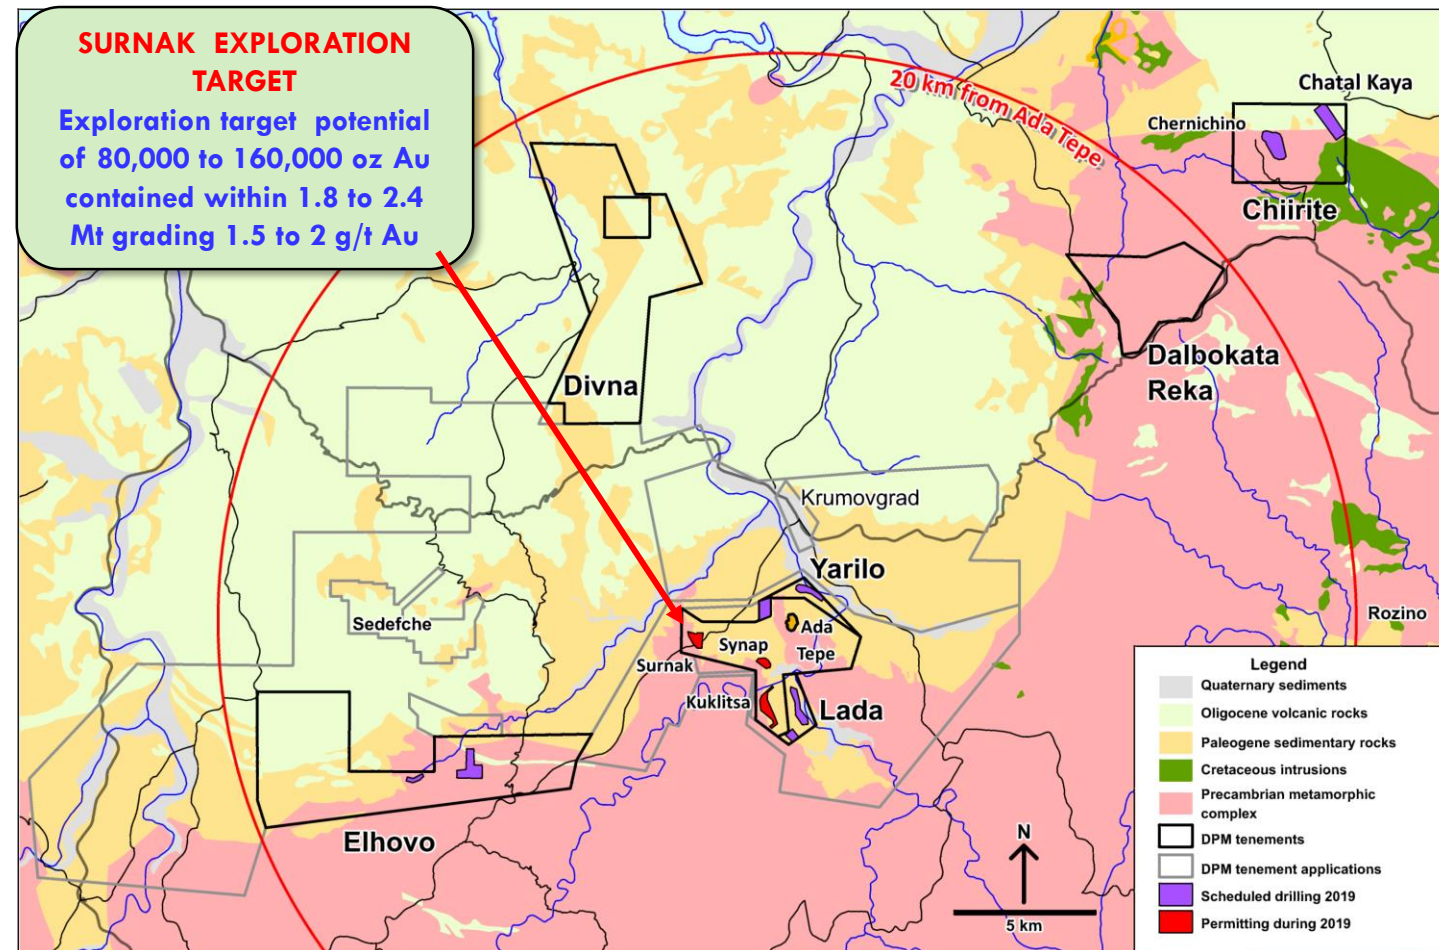 SURNAK EXPLORATION
TARGET
Exploration target potential
of 80,000 to 160,000 oz Au
contained within 1.8 to 2.4
Mt grading 1.5 to 2 g/t Au
20 km from Ada Tepe
Chatal Kaya
Chernichino
Chiirite
Dalbokata
Reka
Divna
Krumovgrad
Yarilo
Sedefche
Ada
Tepe
Synap
Surnak
Kuklitsa
Lada
Rozino
Elhovo
N
5 km
Legend
Quaternary sediments
Oligocene volcanic rocks
Paleogene sedimentary rocks
Cretaceous intrusions
Precambrian metamorphic
complex
DPM tenements
DPM tenement applications
Scheduled drilling 2019
Permitting during 2019